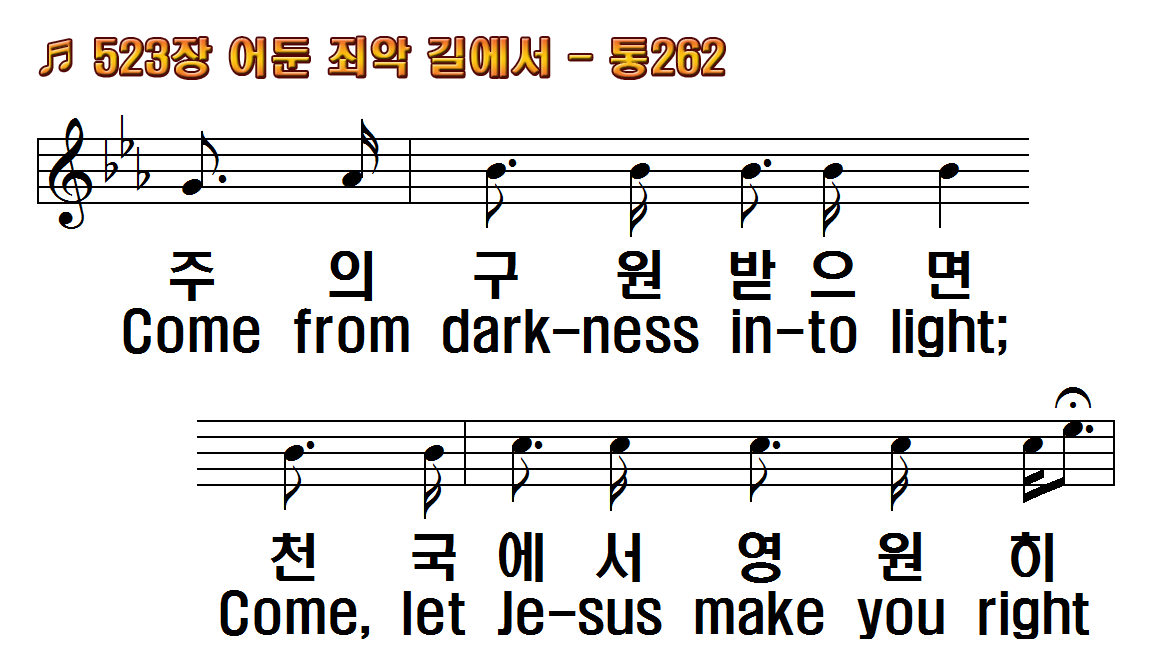 ♬ 523장 어둔 죄악 길에서 - 통262
주 의 구 원 받 으 면
Come from dark-ness in-to light;
천 국 에 서 영 원 히
Come, let Je-sus make you right